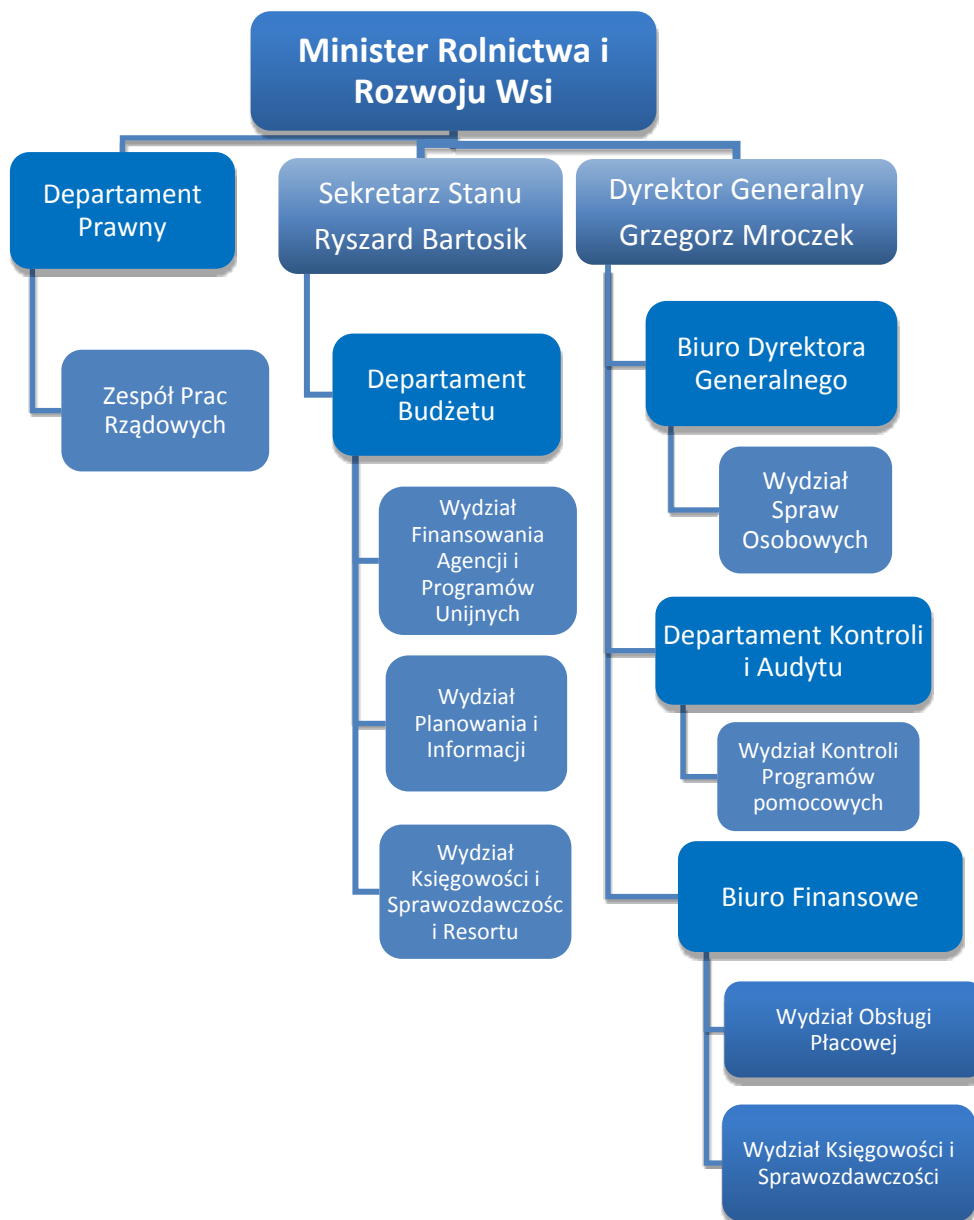 Minister Rolnictwa i
Rozwoju Wsi
Departament
Prawny
Zespół Prac
Rządowych
Sekretarz Stanu
Ryszard Bartosik
Departament
Budżetu
Wydział
Finansowania
Agencji i
Programów
Unijnych
Wydział
Planowania i
Informacji
Wydział
Księgowości i
Sprawozdawczośc
i Resortu
Dyrektor Generalny
Grzegorz Mroczek
Biuro Dyrektora
Generalnego
Wydział
Spraw
Osobowych
Departament Kontroli
i Audytu
Wydział Kontroli
Programów
pomocowych
Biuro Finansowe
Wydział Obsługi
Płacowej
Wydział Księgowości i
Sprawozdawczości